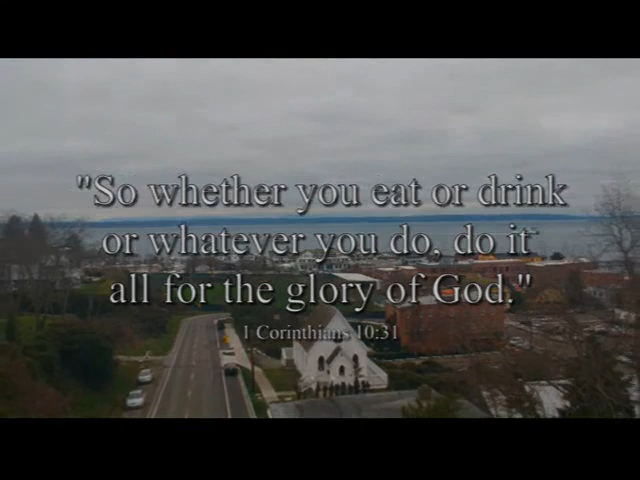 "So whether you eat or drink
or whatever you do, do it
all for the glory of God."
1 Corinthians 10:31